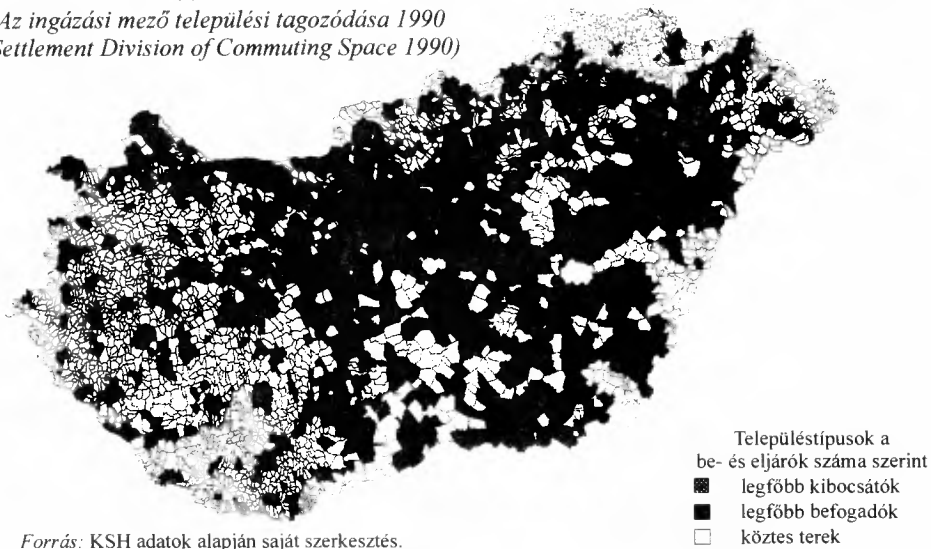 Az ingázási mező települési tagozódása 1990
Settlement Division of Commuting Space 1990)
Településtípusok a
be- és eljárók száma szerint
legfőbb kibocsátók
legfőbb befogadók
köztes terek
Forrás: KSH adatok alapján saját szerkesztés.